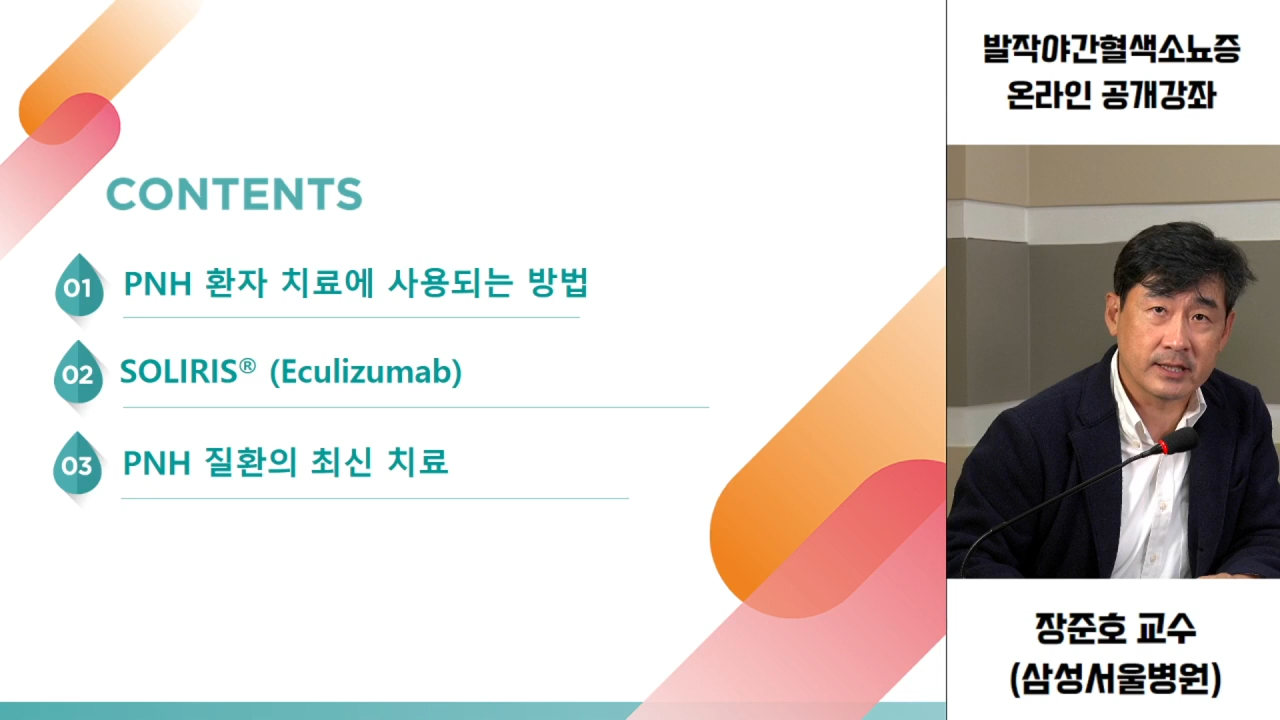 CONTENTS
01 PNH 환자 치료에 사용되는 방법
02 SOLIRIS® (Eculizumab)
03 PNH 질환의 최신 치료
발작야간혈색소뇨증
온라인 공개강좌
장준호 교수
(삼성서울병원)